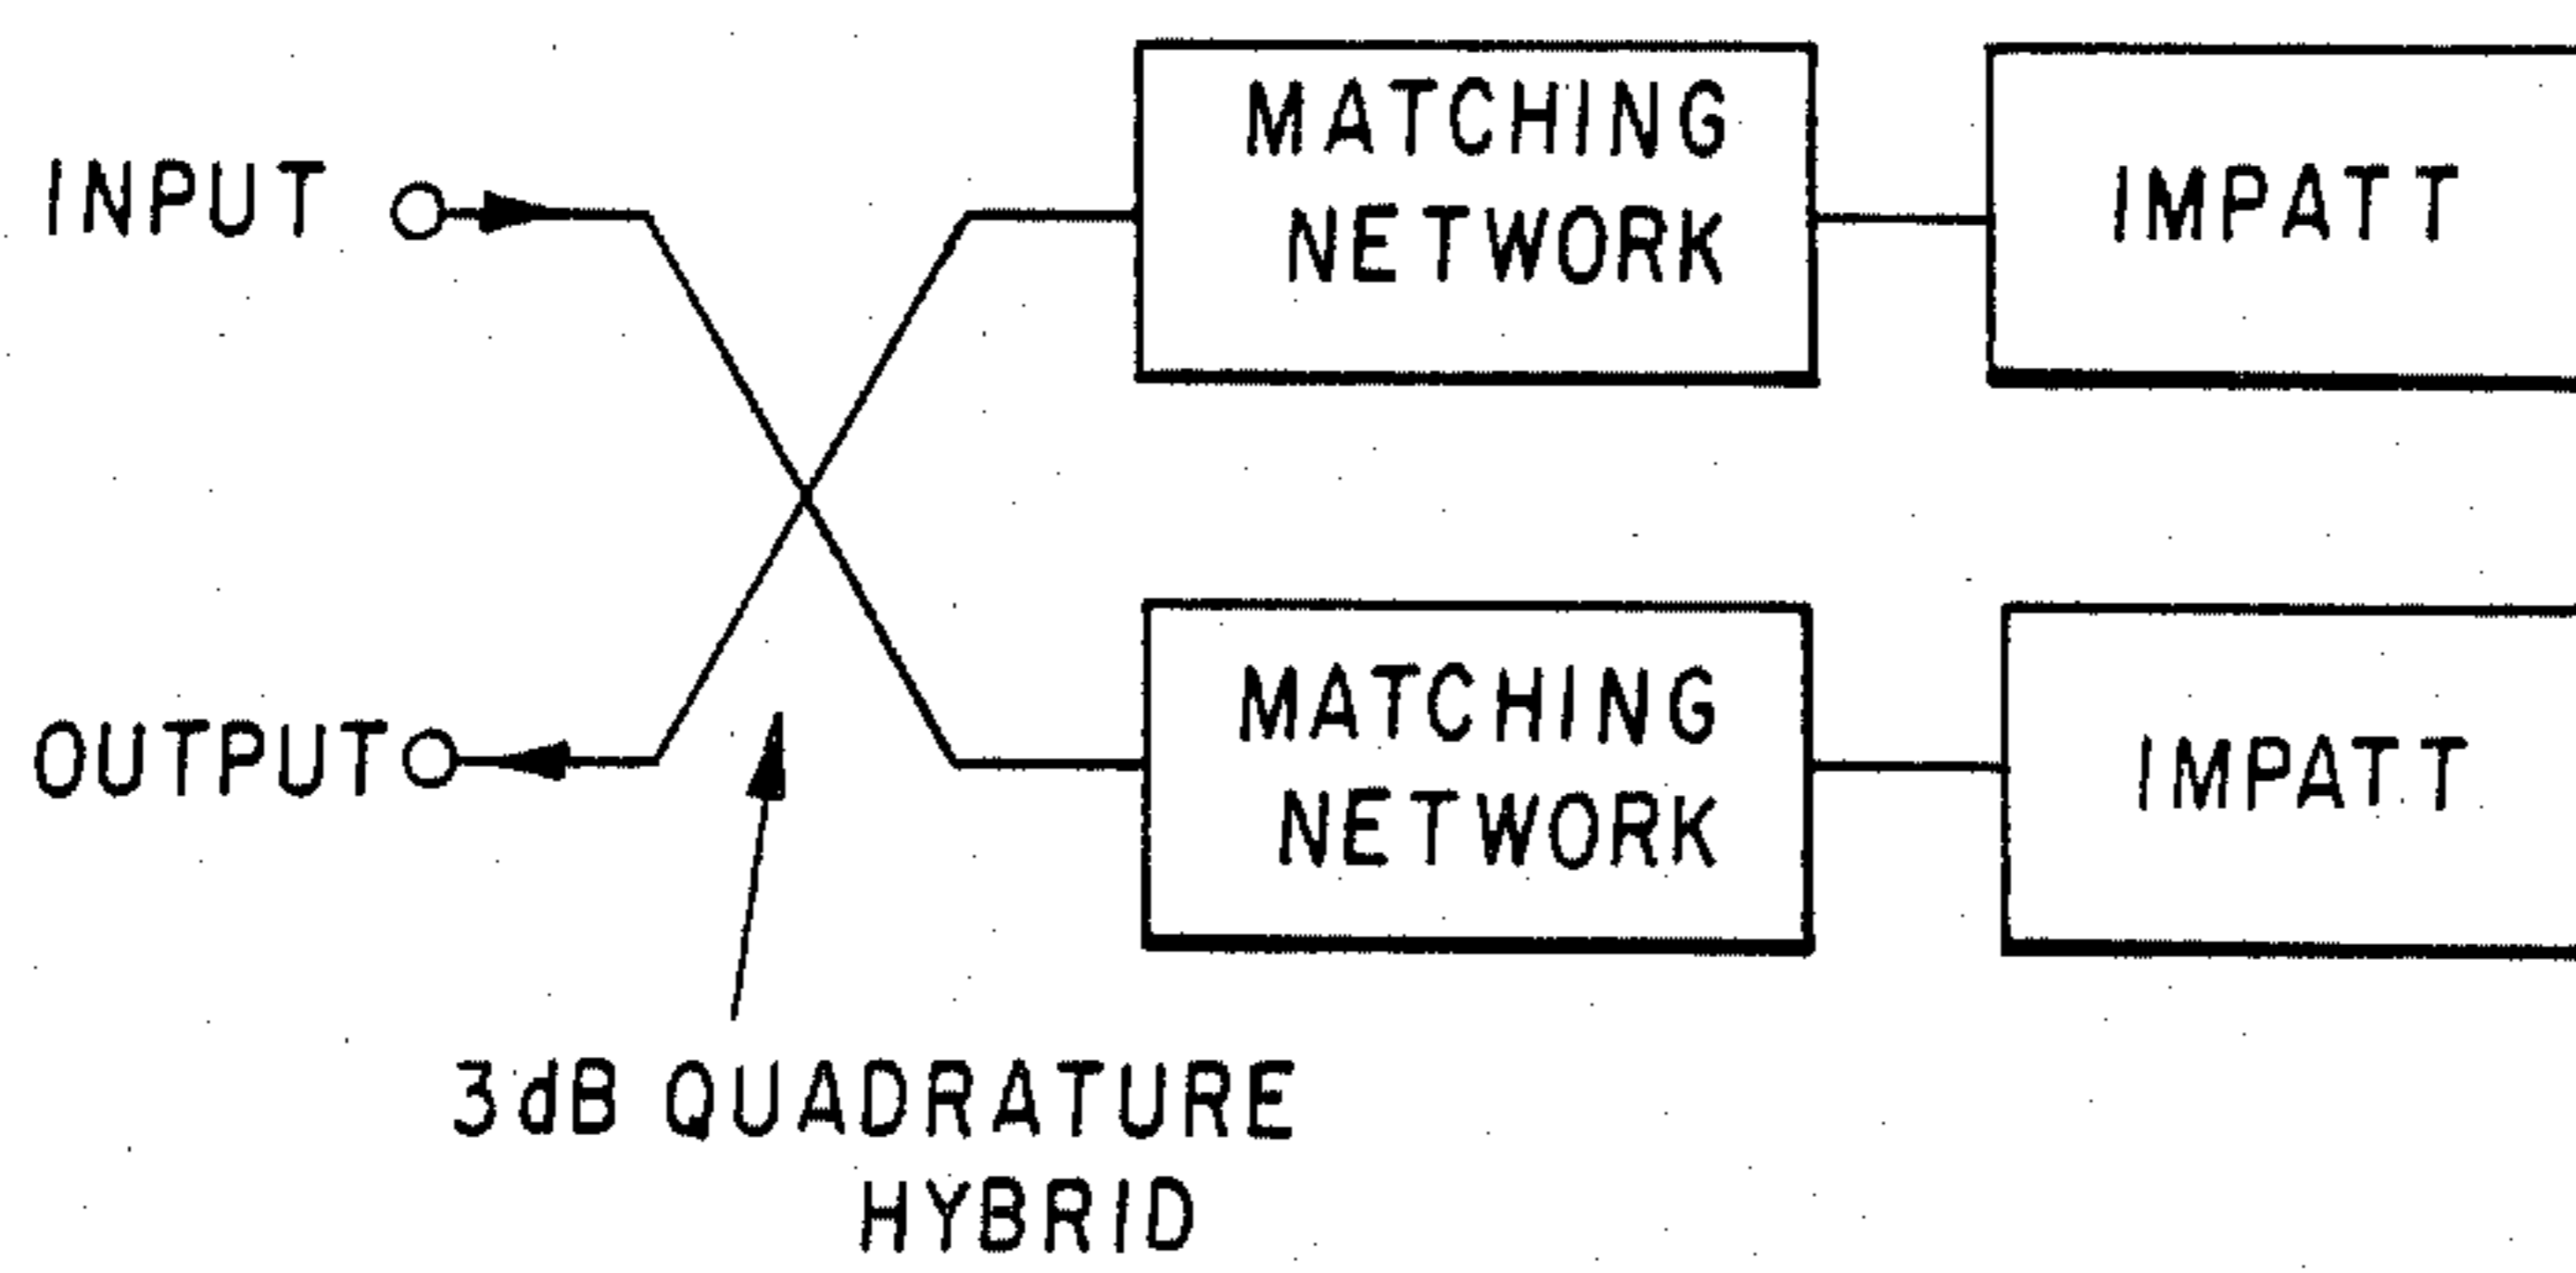 INPUT
MATCHING
NETWORK
IMPATT
OUTPUT
MATCHING
NETWORK
IMPATT
3dB QUADRATURE
HYBRID